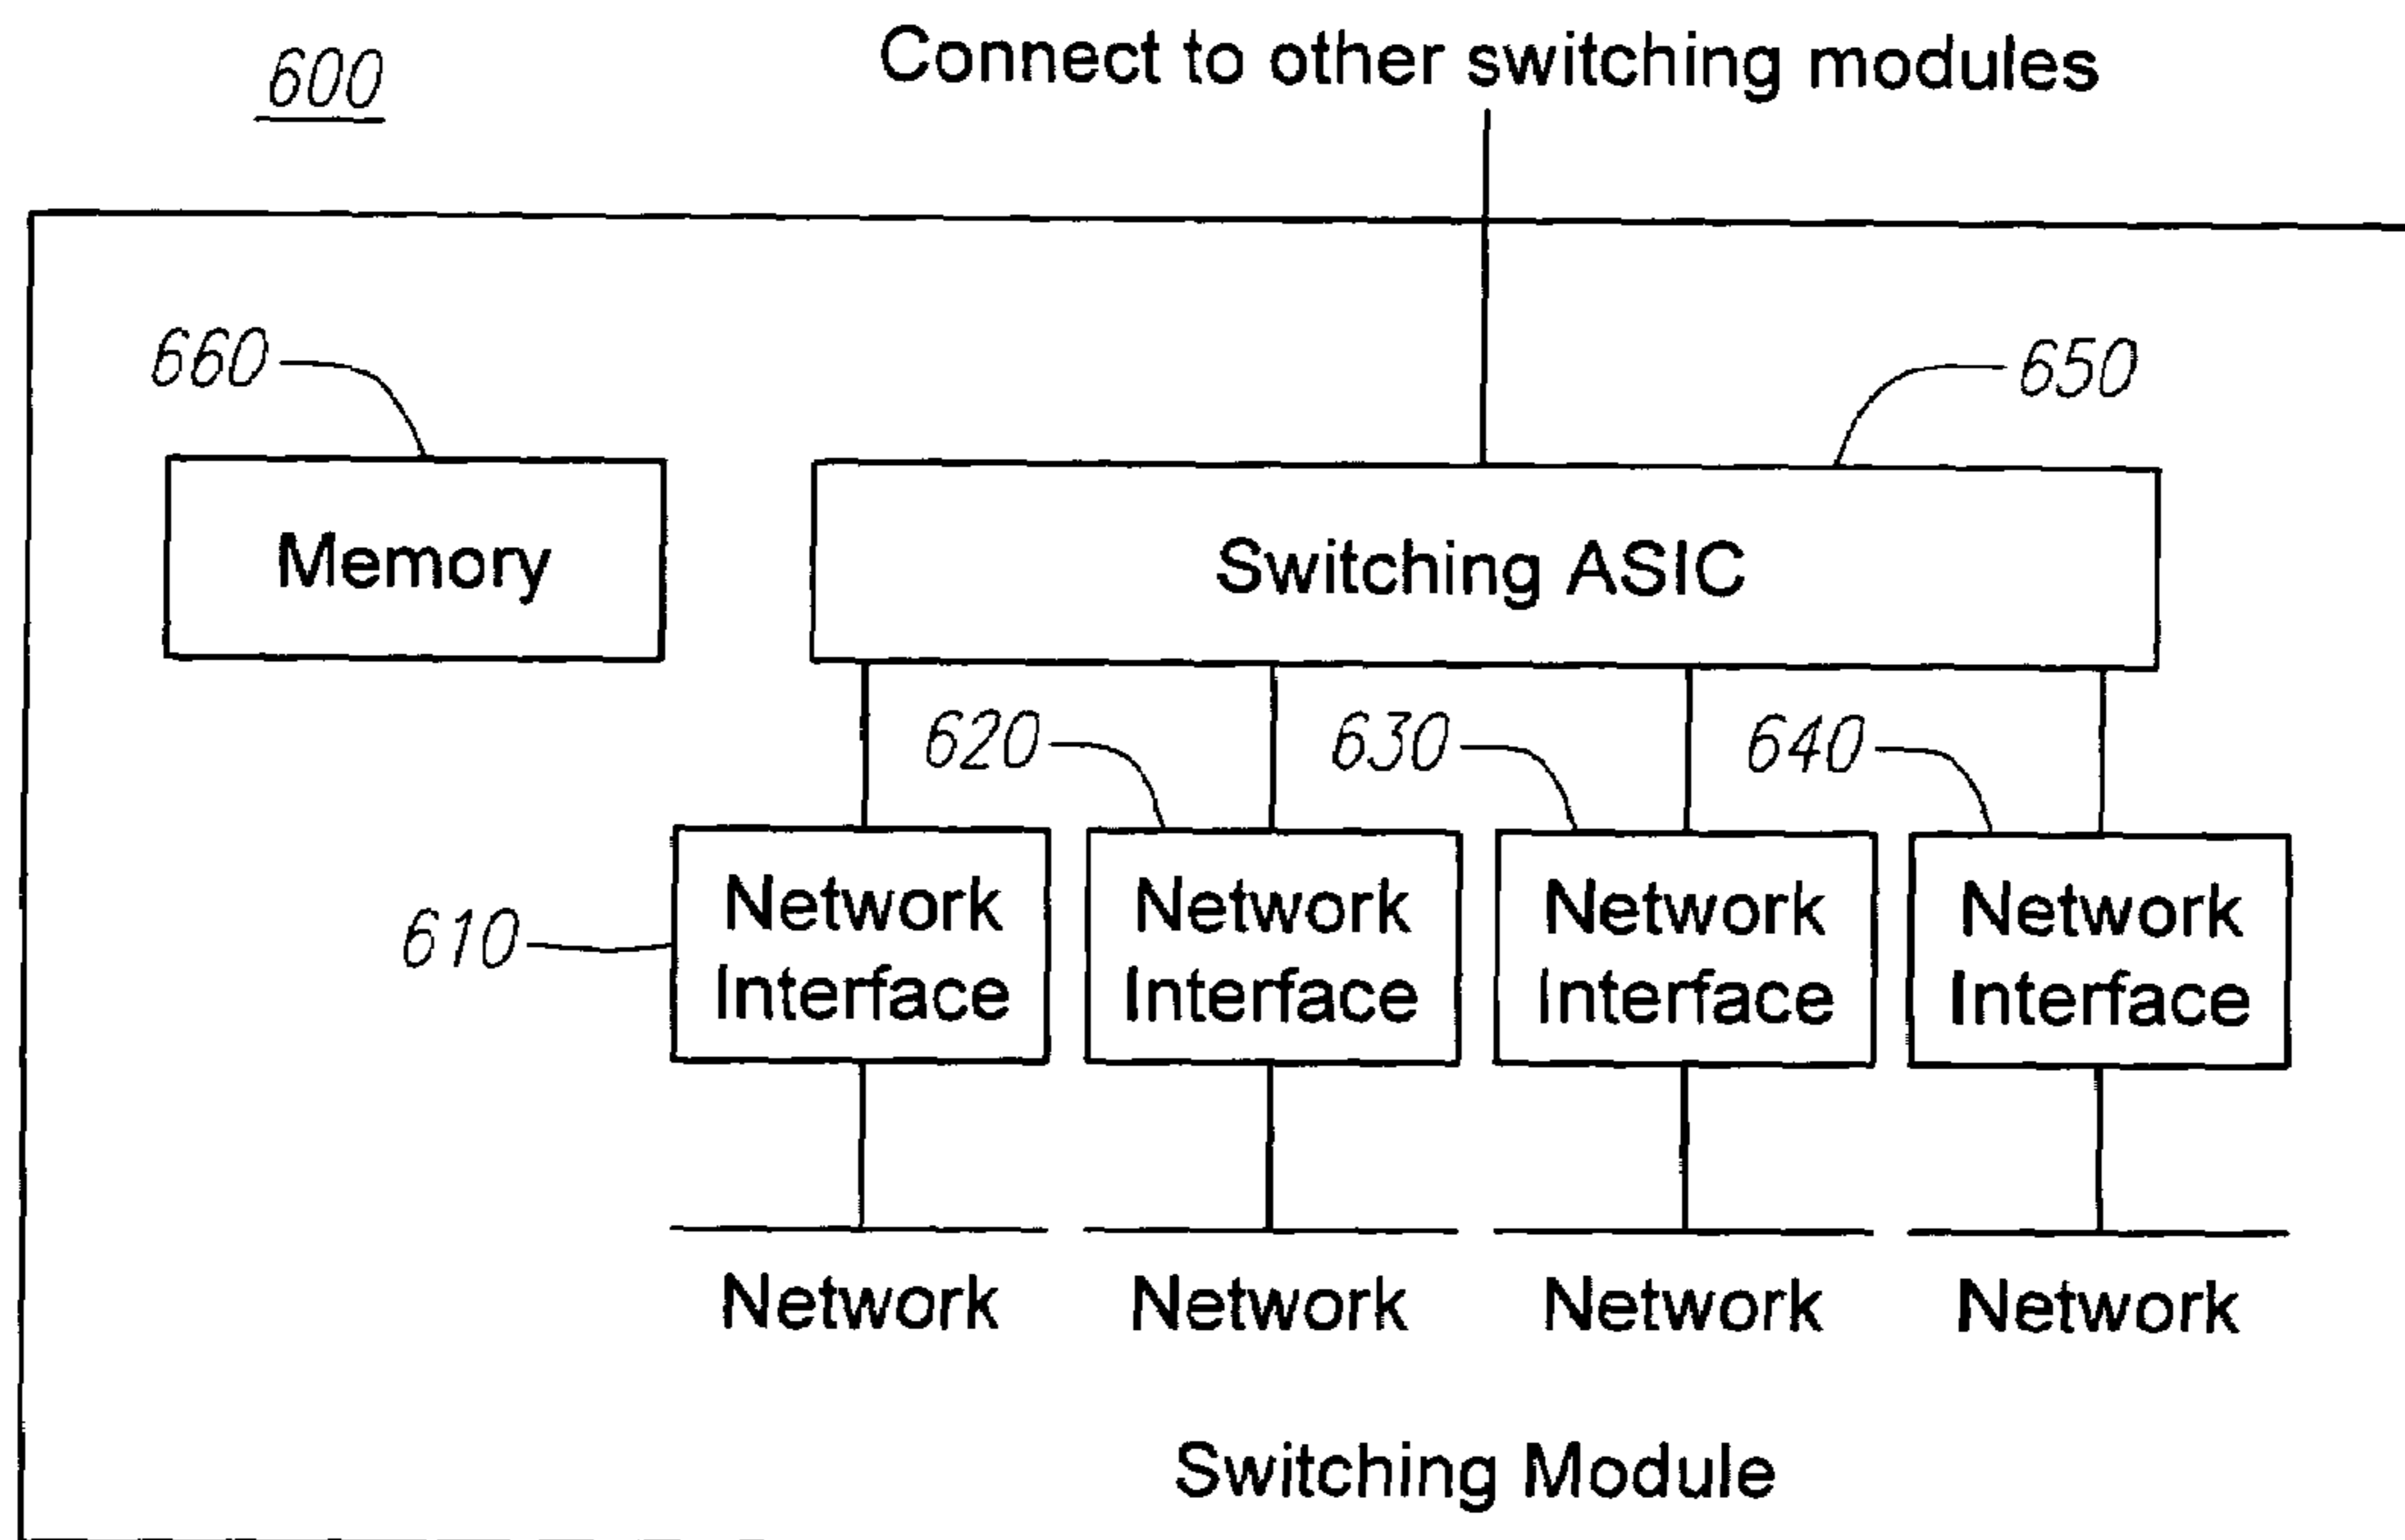 600
Connect to other switching modules
660
650
Memory
Switching ASIC
620
630
640
610
Network
Interface
Network
Interface
Network
Interface
Network
Interface
Network
Network
Network
Network
Switching Module